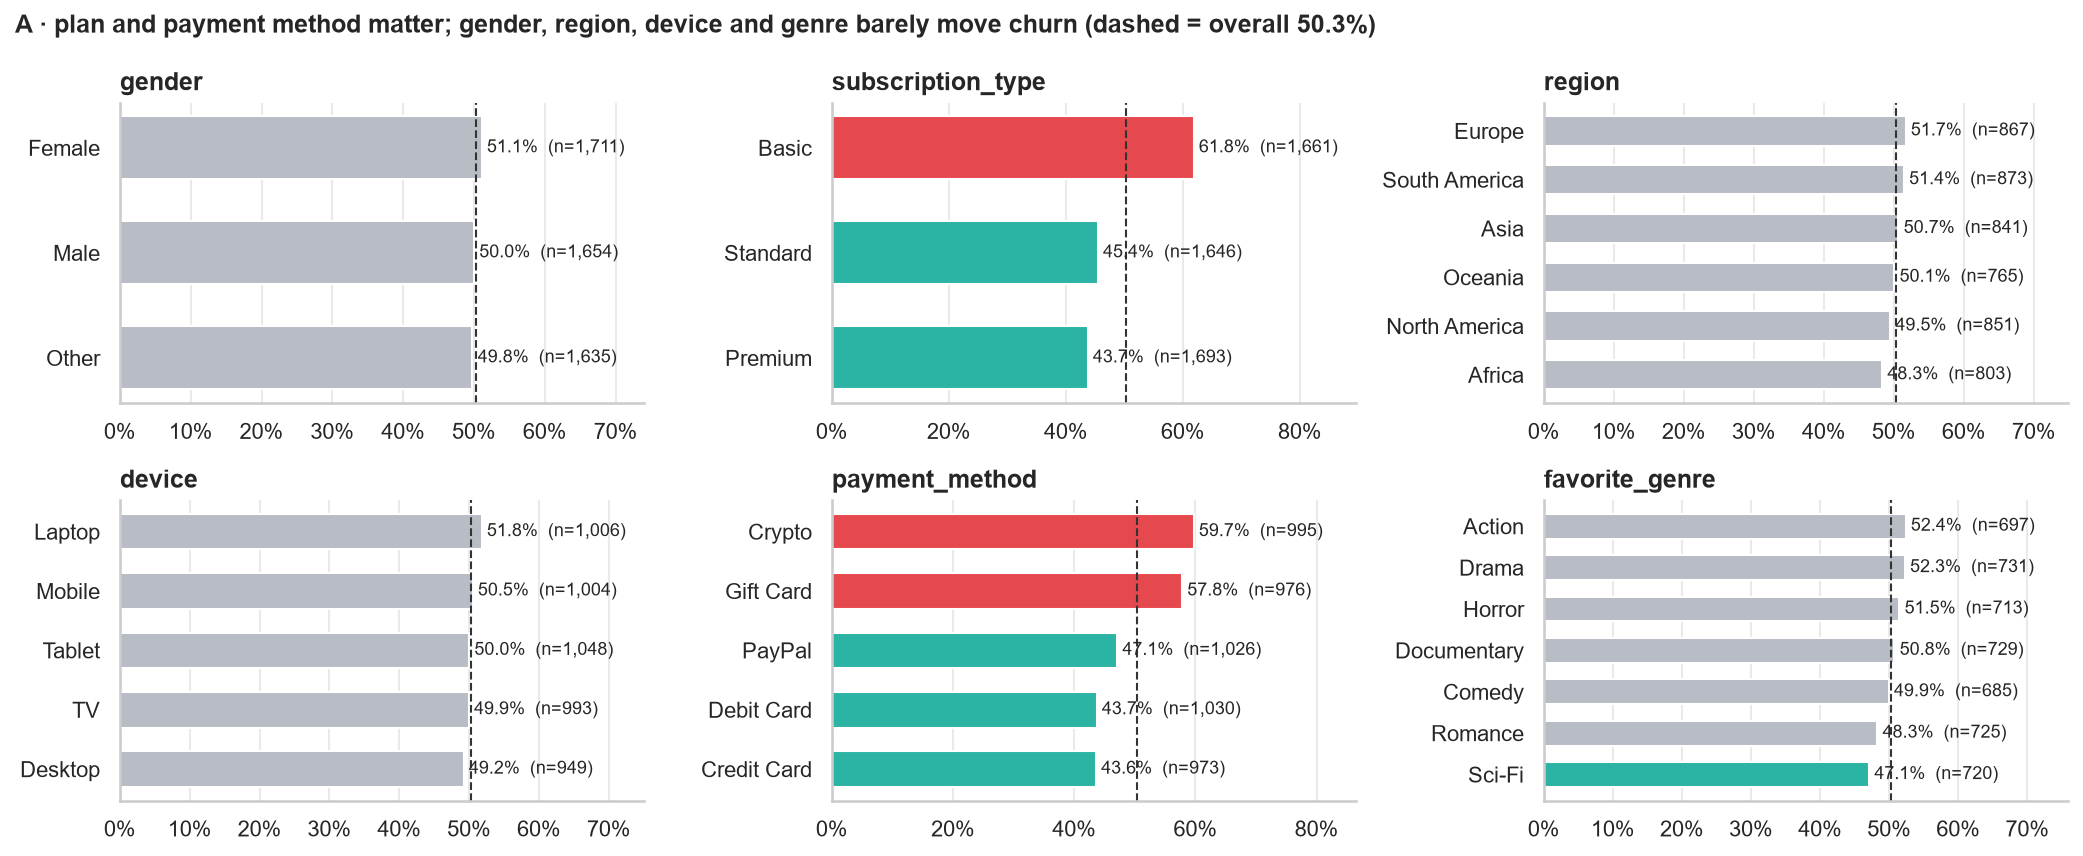 A · plan and payment method matter; gender, region, device and genre barely move churn (dashed = overall 50.3%)
gender
Female 51.1% (n=1,711)
Male 50.0% (n=1,654)
Other 49.8% (n=1,635)
0% 10% 20% 30% 40% 50% 60% 70%
subscription_type
Basic 61.8% (n=1,661)
Standard 45.4% (n=1,646)
Premium 43.7% (n=1,693)
0% 20% 40% 60% 80%
region
Europe 51.7% (n=867)
South America 51.4% (n=873)
Asia 50.7% (n=841)
Oceania 50.1% (n=765)
North America 49.5% (n=851)
Africa 48.3% (n=803)
0% 10% 20% 30% 40% 50% 60% 70%
device
Laptop 51.8% (n=1,006)
Mobile 50.5% (n=1,004)
Tablet 50.0% (n=1,048)
TV 49.9% (n=993)
Desktop 49.2% (n=949)
0% 10% 20% 30% 40% 50% 60% 70%
payment_method
Crypto 59.7% (n=995)
Gift Card 57.8% (n=976)
PayPal 47.1% (n=1,026)
Debit Card 43.7% (n=1,030)
Credit Card 43.6% (n=973)
0% 20% 40% 60% 80%
favorite_genre
Action 52.4% (n=697)
Drama 52.3% (n=731)
Horror 51.5% (n=713)
Documentary 50.8% (n=729)
Comedy 49.9% (n=685)
Romance 48.3% (n=725)
Sci-Fi 47.1% (n=720)
0% 10% 20% 30% 40% 50% 60% 70%